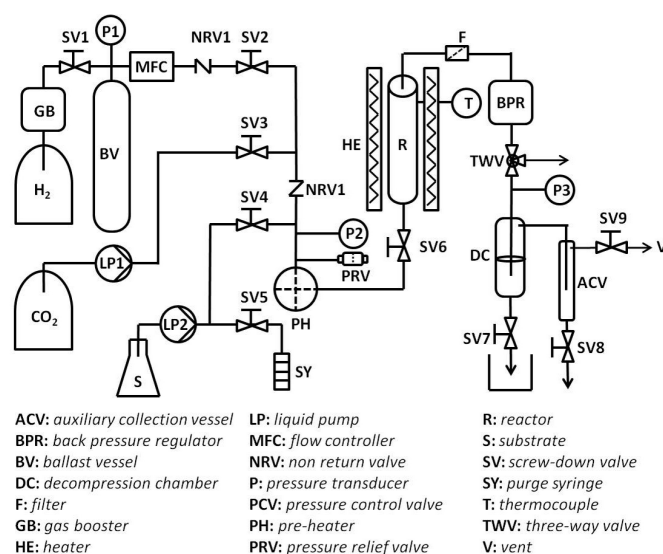 SV1 P1 NRV1 SV2 F
MFC
GB BPR
SV3 T
HE R
BV TWV
H2 NRV1 P3
SV4
SV9
P2 SV6 V
LP1 DC
SV5 PRV ACV
CO2 LP2 PH
SV7 SV8
S SY
ACV: auxiliary collection vessel
BPR: back pressure regulator
BV: ballast vessel
DC: decompression chamber
F: filter
GB: gas booster
HE: heater
LP: liquid pump
MFC: flow controller
NRV: non return valve
P: pressure transducer
PCV: pressure control valve
PH: pre-heater
PRV: pressure relief valve
R: reactor
S: substrate
SV: screw-down valve
SY: purge syringe
T: thermocouple
TWV: three-way valve
V: vent